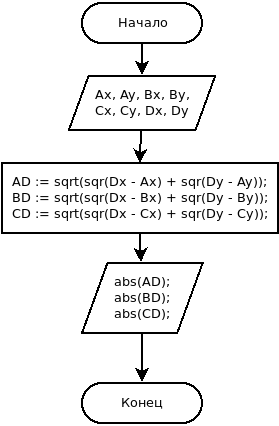 Начало
Ax, Ay, Bx, By,
Cx, Cy, Dx, Dy
AD := sqrt(sqr(Dx - Ax) + sqr(Dy - Ay));
BD := sqrt(sqr(Dx - Bx) + sqr(Dy - By));
CD := sqrt(sqr(Dx - Cx) + sqr(Dy - Cy));
abs(AD);
abs(BD);
abs(CD);
Конец